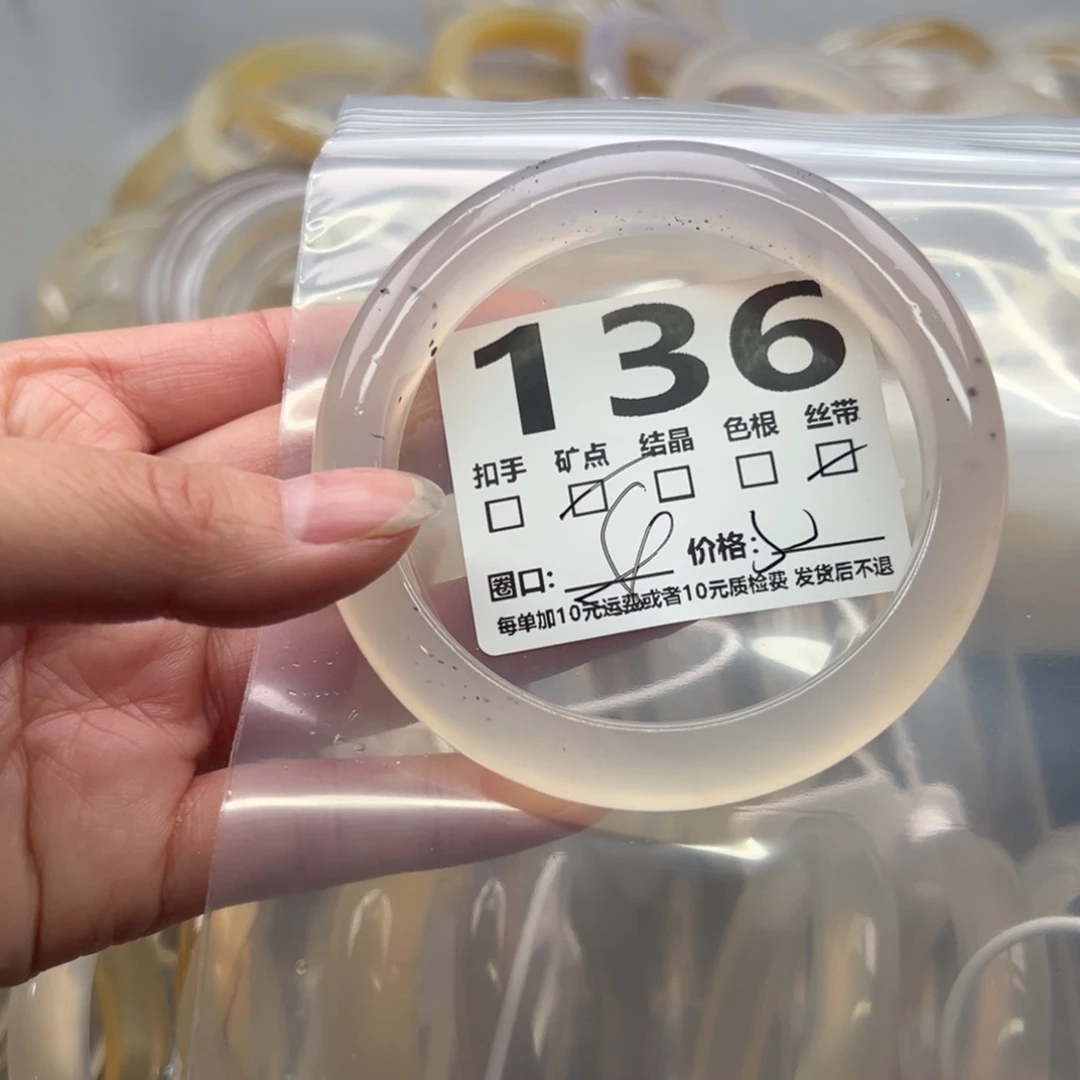 136
扣手 矿点 结晶 色根 丝带
圈口: 价格:
每单加10元运费或者10元质检费 发货后不退